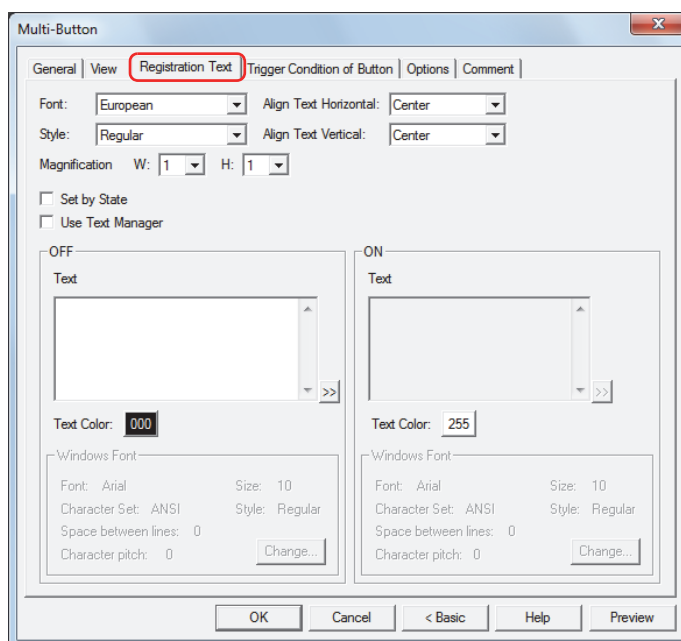 Multi-Button
General View Registration Text Trigger Condition of Button Options Comment
Font: European Align Text Horizontal: Center
Style: Regular Align Text Vertical: Center
Magnification W: 1 H: 1
Set by State
Use Text Manager
OFF ON
Text Text
>> >>
Text Color: 000 Text Color: 255
Windows Font Windows Font
Font: Arial Size: 10 Font: Arial Size: 10
Character Set: ANSI Style: Regular Character Set: ANSI Style: Regular
Space between lines: 0 Space between lines: 0
Character pitch: 0 Change... Character pitch: 0 Change...
OK Cancel < Basic Help Preview